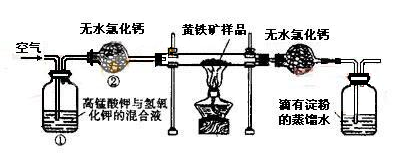 无水氯化钙
黄铁矿样品
无水氯化钙
空气
②
高锰酸钾与氢氧
化钾的混合液
①
滴有淀粉
的蒸馏水